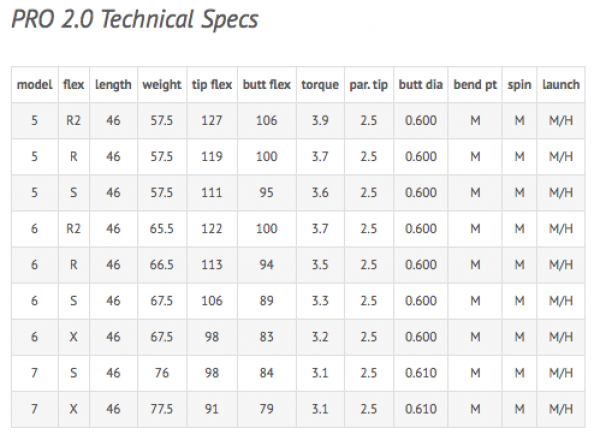 PRO 2.0 Technical Specs
model flex length weight tip flex butt flex torque par. tip butt dia bend pt spin launch
5 R2 46 57.5 127 106 3.9 2.5 0.600 M M M/H
5 R 46 57.5 119 100 3.7 2.5 0.600 M M M/H
5 S 46 57.5 111 95 3.6 2.5 0.600 M M M/H
6 R2 46 65.5 122 100 3.7 2.5 0.600 M M M/H
6 R 46 66.5 113 94 3.5 2.5 0.600 M M M/H
6 S 46 67.5 106 89 3.3 2.5 0.600 M M M/H
6 X 46 67.5 98 83 3.2 2.5 0.600 M M M/H
7 S 46 76 98 84 3.1 2.5 0.610 M M M/H
7 X 46 77.5 91 79 3.1 2.5 0.610 M M M/H